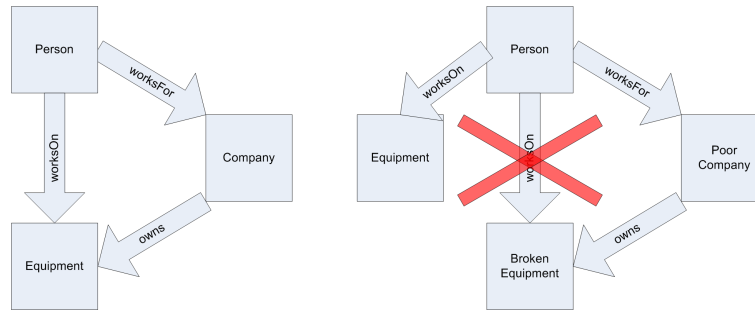 Person
worksFor
worksOn
Company
owns
Equipment
Person
worksOn
worksFor
Equipment
worksOn
Poor
Company
owns
Broken
Equipment